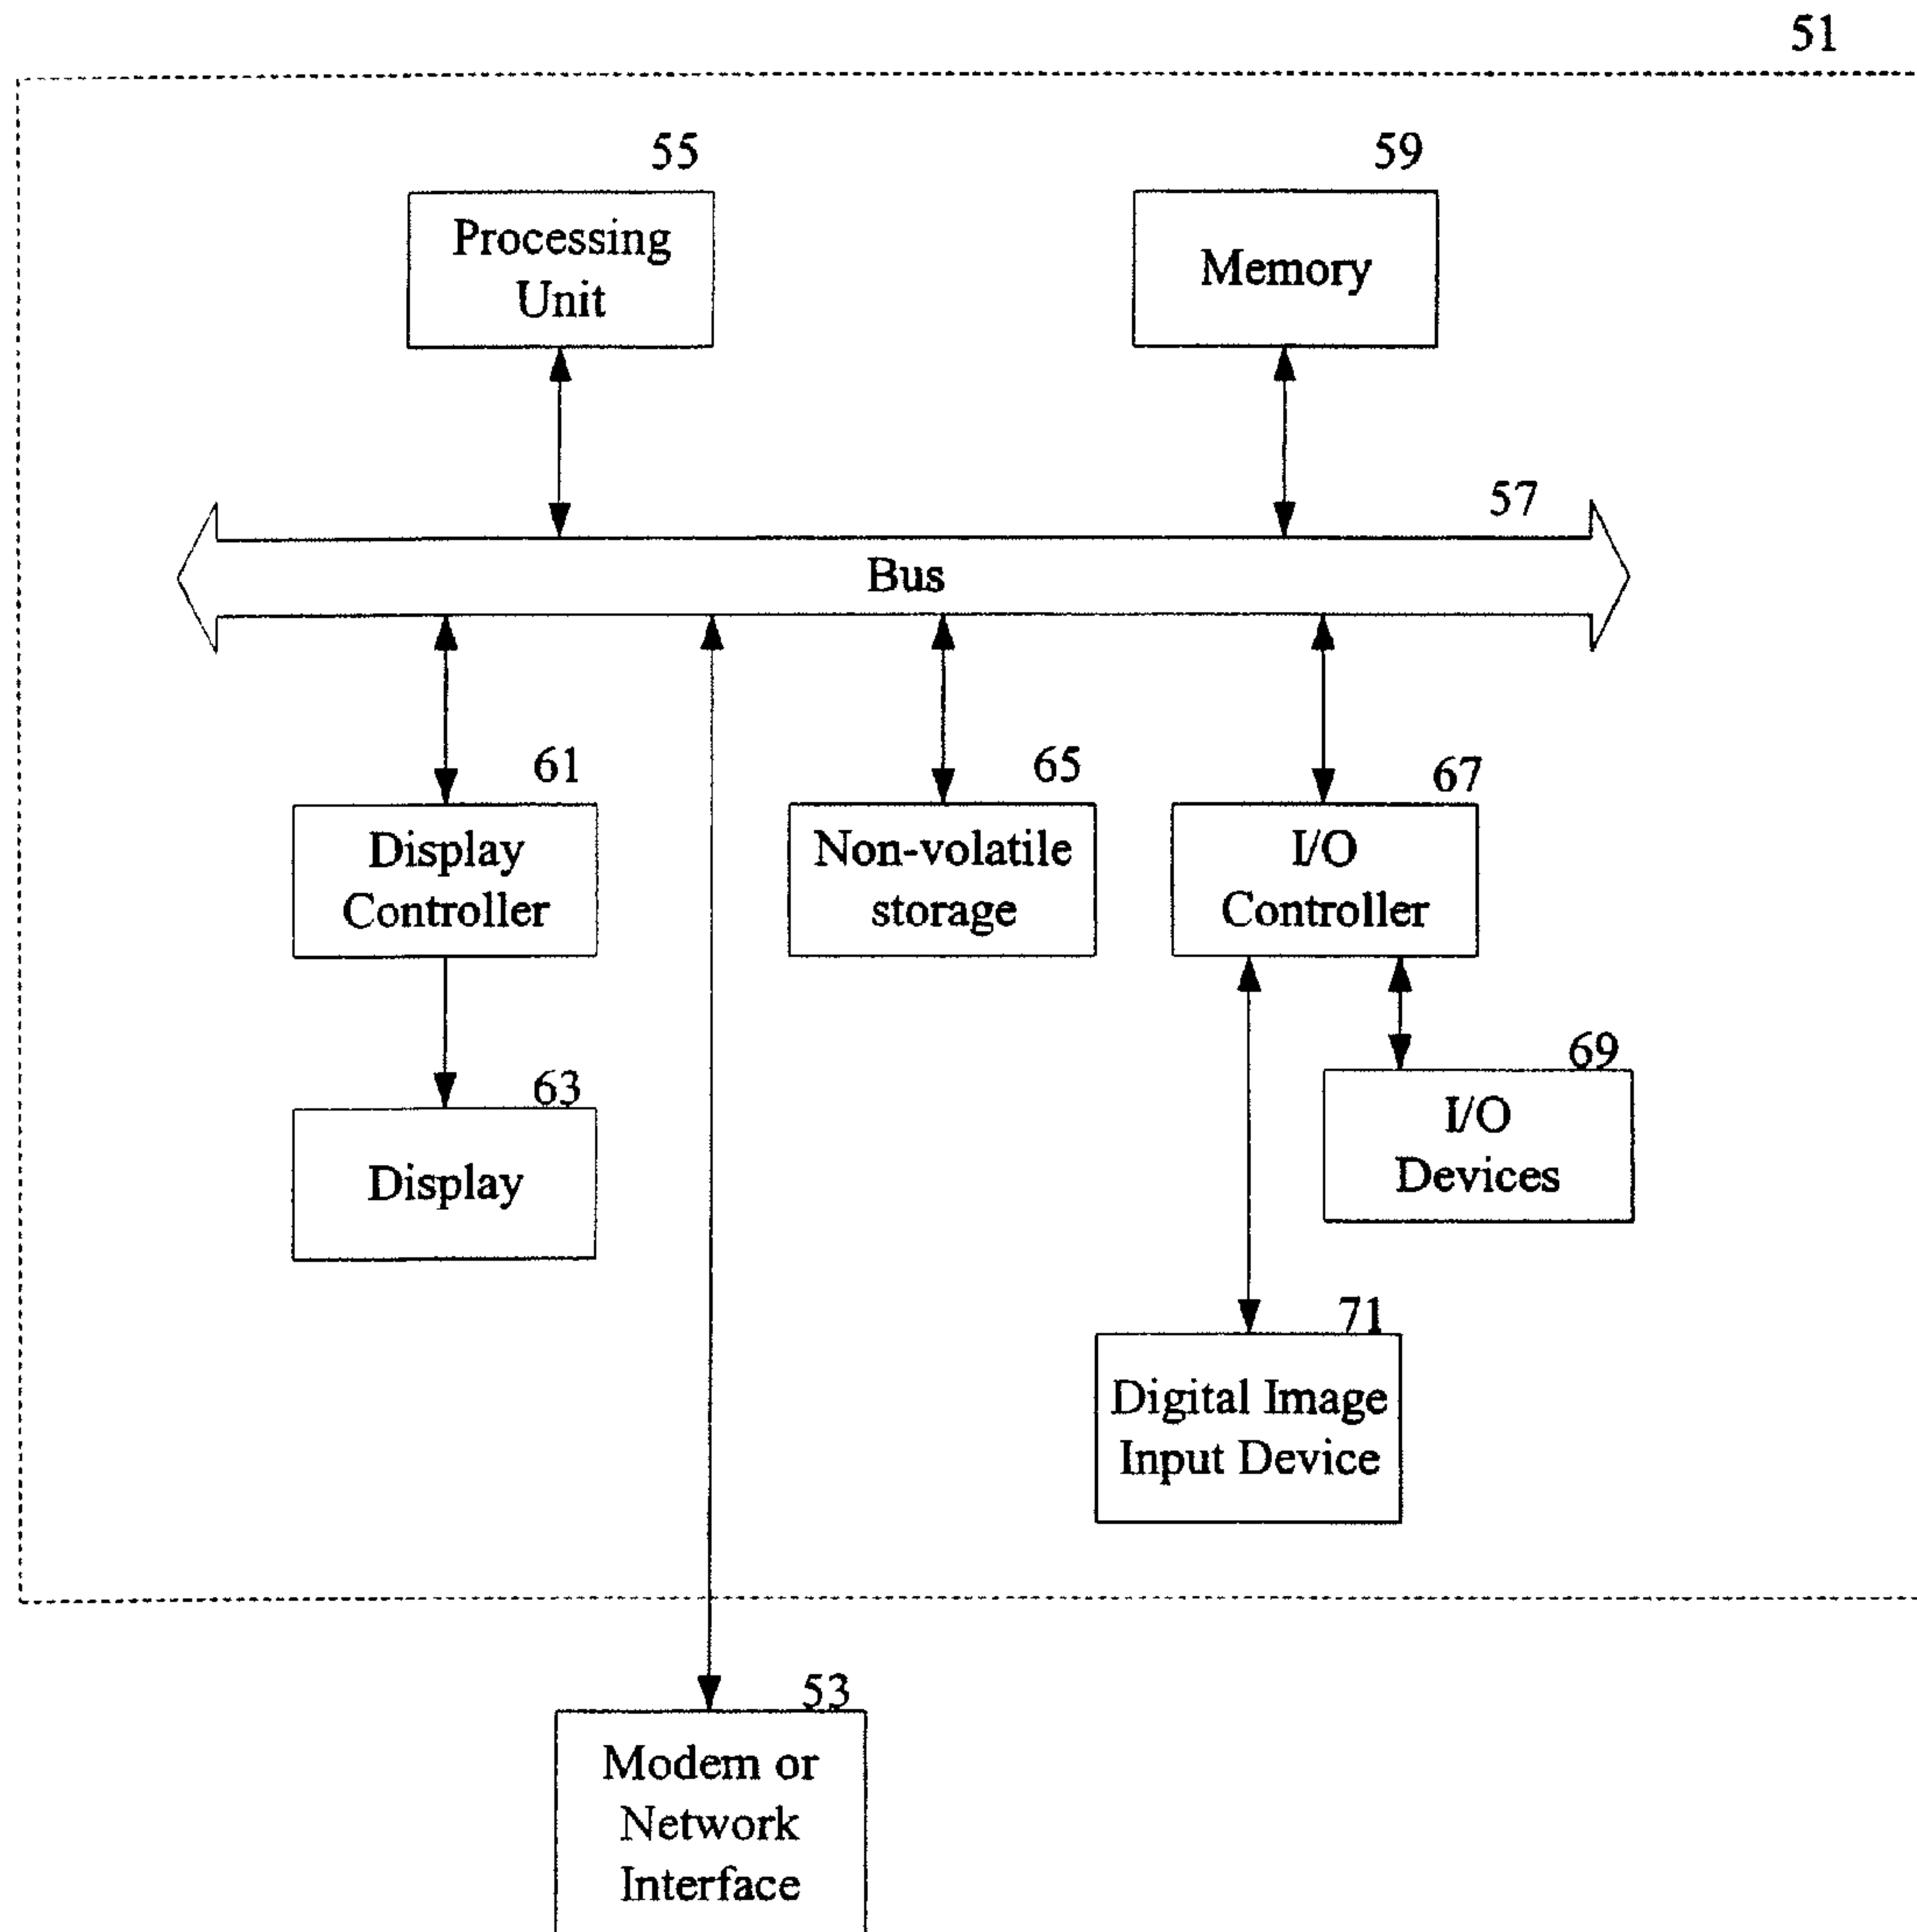 51
55
59
Processing
Unit
Memory
57
Bus
61
65
67
Display
Controller
Non-volatile
storage
I/O
Controller
63
69
Display
I/O
Devices
71
Digital Image
Input Device
53
Modem or
Network
Interface